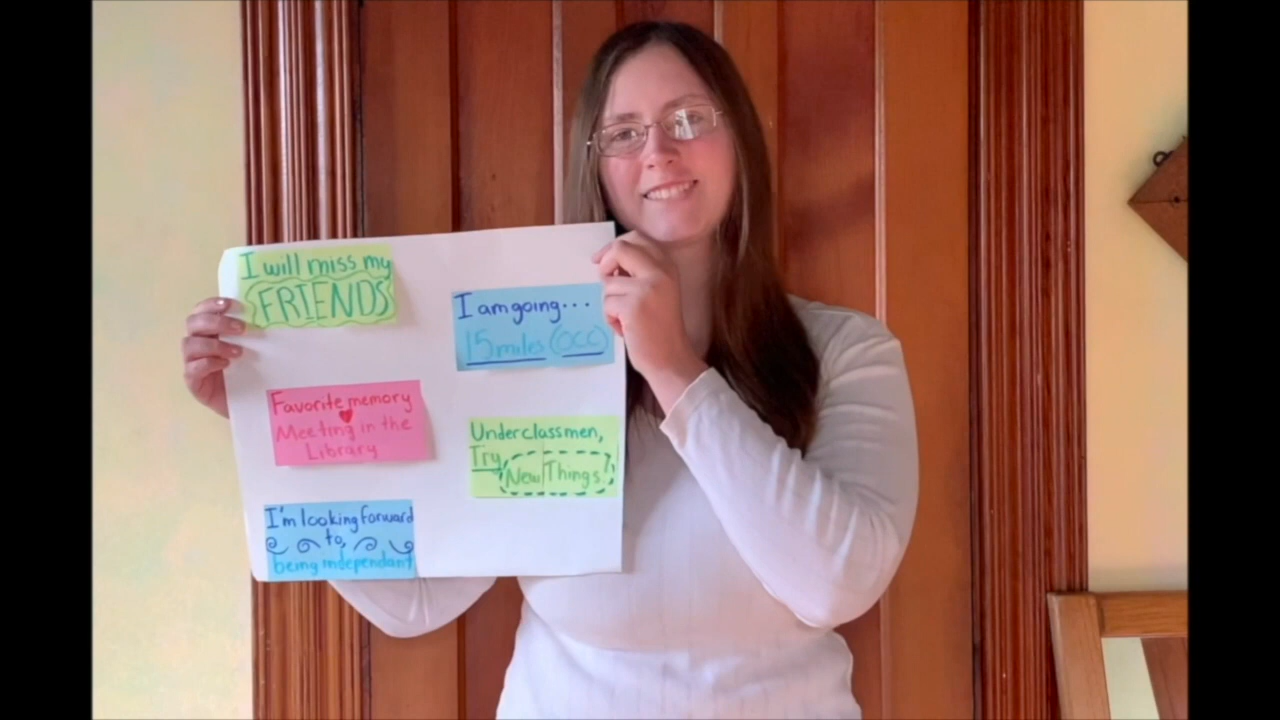 I will miss my
FRIENDS
I am going...
15 miles (OCC)
Favorite memory
Meeting in the
Library
Underclassmen,
Try
New Things!
I'm looking forward
to,
being independant